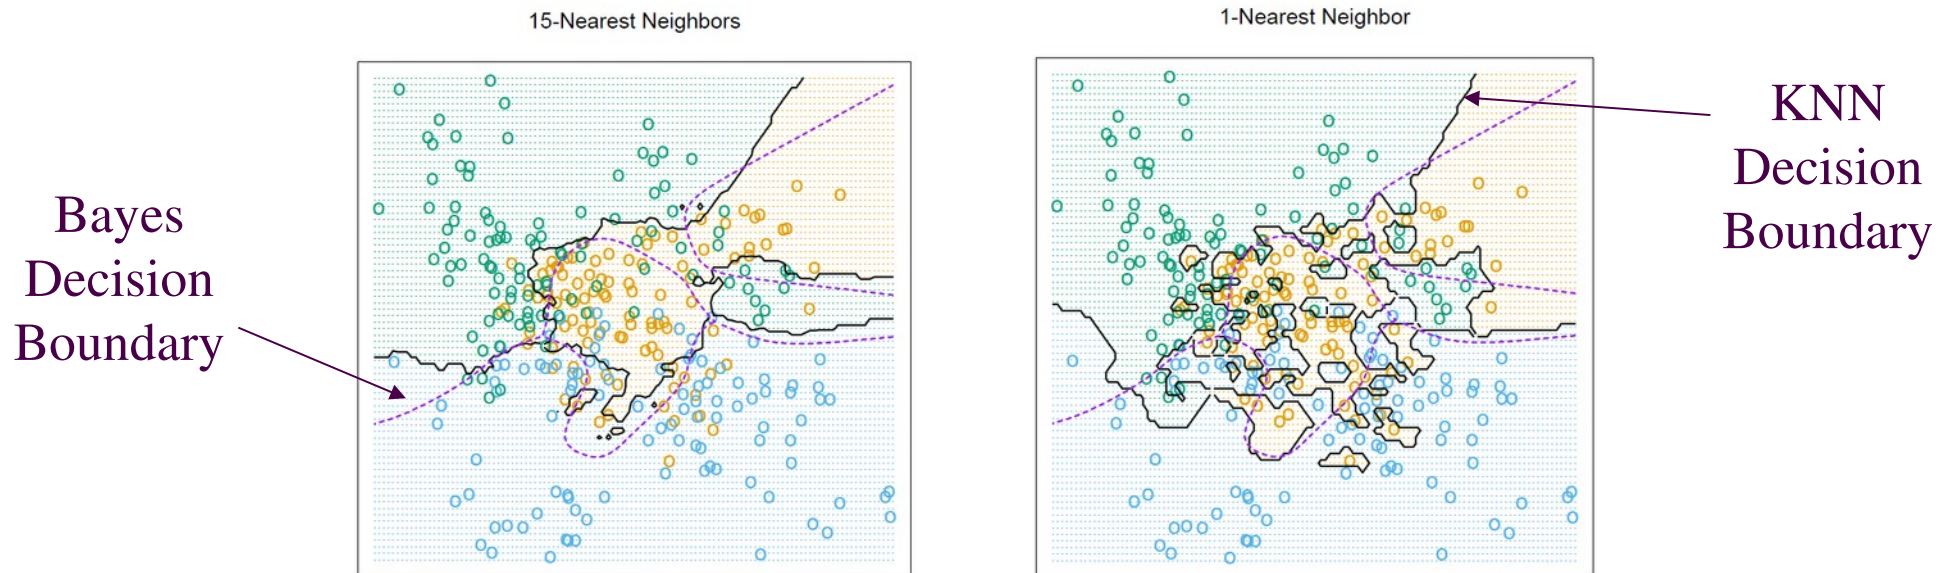 15-Nearest Neighbors
1-Nearest Neighbor
Bayes
Decision
Boundary
KNN
Decision
Boundary